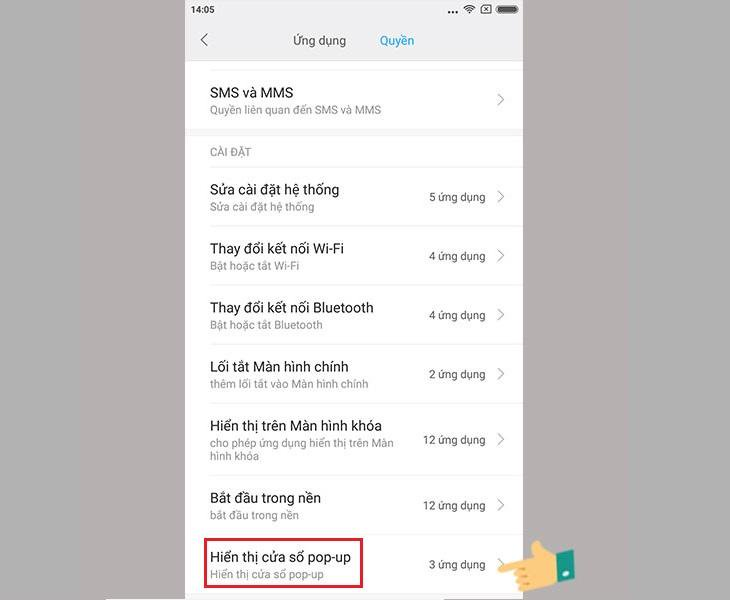 14:05
Ứng dụng Quyền
SMS và MMS
Quyền liên quan đến SMS và MMS
CÀI ĐẶT
Sửa cài đặt hệ thống
Sửa cài đặt hệ thống
5 ứng dụng
Thay đổi kết nối Wi-Fi
Bật hoặc tắt Wi-Fi
4 ứng dụng
Thay đổi kết nối Bluetooth
Bật hoặc tắt Bluetooth
4 ứng dụng
Lối tắt Màn hình chính
thêm lối tắt vào Màn hình chính
2 ứng dụng
Hiển thị trên Màn hình khóa
cho phép ứng dụng hiển thị trên Màn
hình khóa
12 ứng dụng
Bắt đầu trong nền
bắt đầu trong nền
12 ứng dụng
Hiển thị cửa sổ pop-up
Hiển thị cửa sổ pop-up
3 ứng dụng